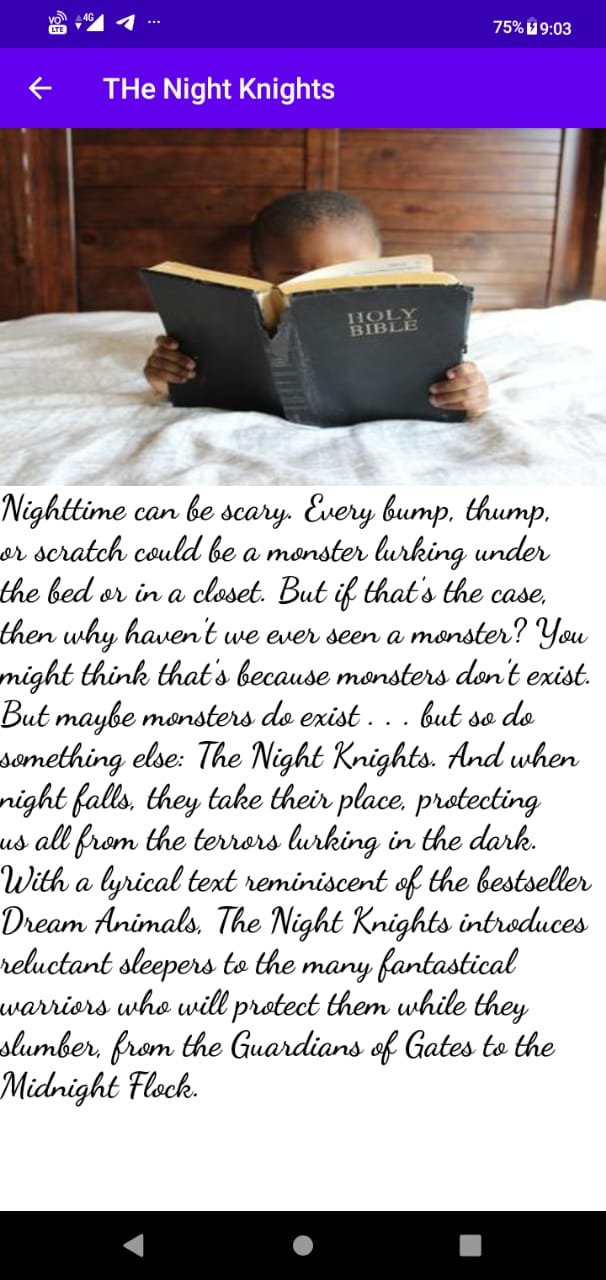 VO
LTE
4G
75%
9:03
THe Night Knights
HOLY
BIBLE
Nighttime can be scary. Every bump, thump,
or scratch could be a monster lurking under
the bed or in a closet. But if that's the case,
then why haven't we ever seen a monster? You
might think that's because monsters don't exist.
But maybe monsters do exist . . . but so do
something else: The Night Knights. And when
night falls, they take their place, protecting
us all from the terrors lurking in the dark.
With a lyrical text reminiscent of the bestseller
Dream Animals, The Night Knights introduces
reluctant sleepers to the many fantastical
warriors who will protect them while they
slumber, from the Guardians of Gates to the
Midnight Flock.